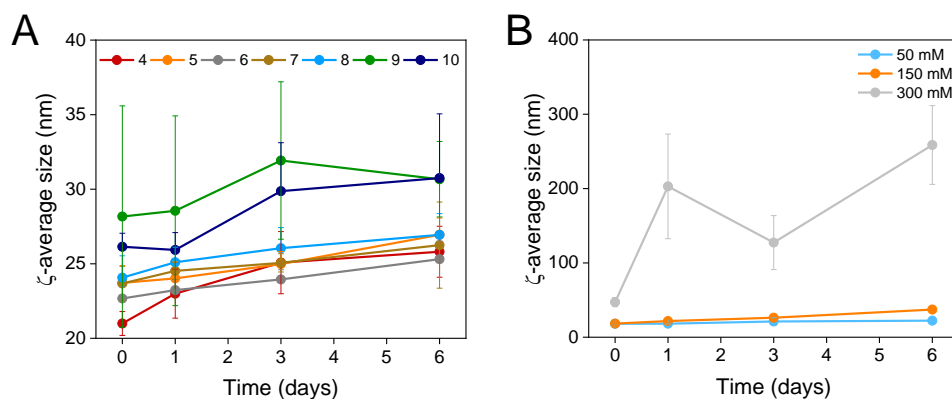 A
40
35
30
25
20
4 5 6 7 8 9 10
ζ-average size (nm)
0 1 2 3 4 5 6
Time (days)
B
400
300
200
100
0
50 mM
150 mM
300 mM
ζ-average size (nm)
0 1 2 3 4 5 6
Time (days)